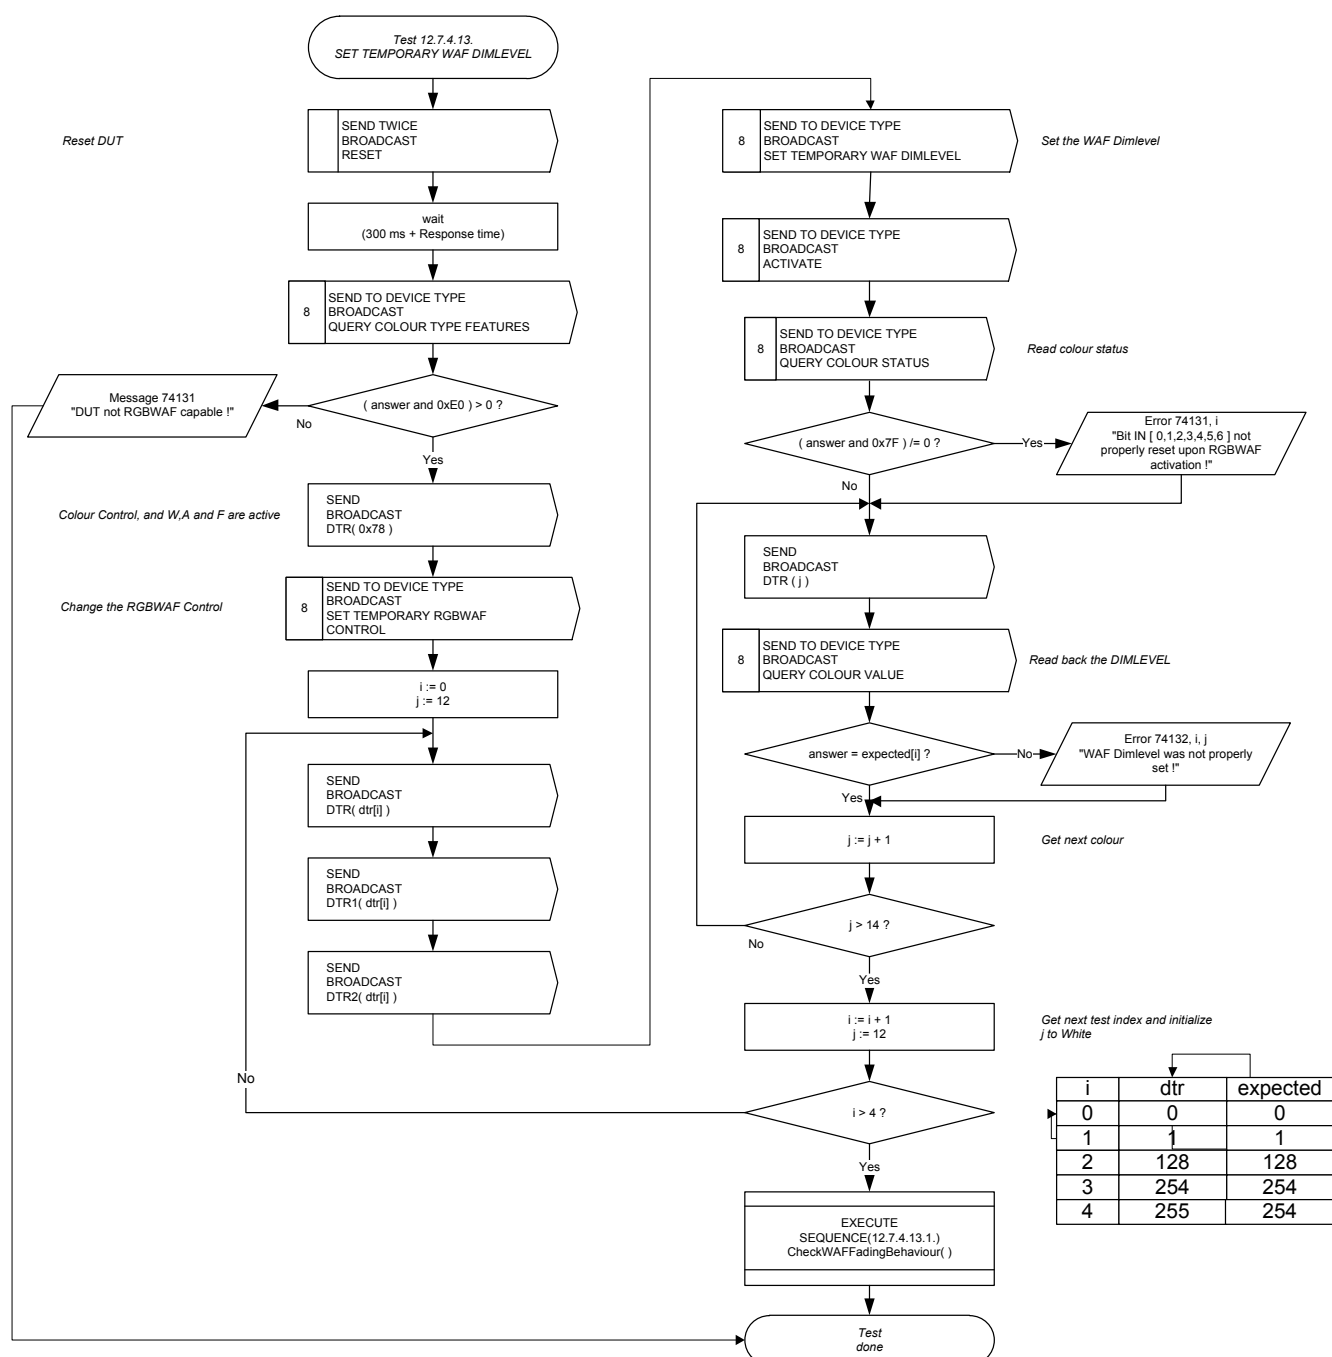 Test 12.7.4.13.
SET TEMPORARY WAF DIMLEVEL
Reset DUT
SEND TWICE
BROADCAST
RESET
wait
(300 ms + Response time)
8
SEND TO DEVICE TYPE
BROADCAST
QUERY COLOUR TYPE FEATURES
( answer and 0xE0 ) > 0 ?
No
Message 74131
"DUT not RGBWAF capable !"
Yes
Colour Control, and W,A and F are active
SEND
BROADCAST
DTR( 0x78 )
Change the RGBWAF Control
8
SEND TO DEVICE TYPE
BROADCAST
SET TEMPORARY RGBWAF
CONTROL
i := 0
j := 12
SEND
BROADCAST
DTR( dtr[i] )
SEND
BROADCAST
DTR1( dtr[i] )
SEND
BROADCAST
DTR2( dtr[i] )
8
SEND TO DEVICE TYPE
BROADCAST
SET TEMPORARY WAF DIMLEVEL
Set the WAF Dimlevel
8
SEND TO DEVICE TYPE
BROADCAST
ACTIVATE
8
SEND TO DEVICE TYPE
BROADCAST
QUERY COLOUR STATUS
Read colour status
( answer and 0x7F ) /= 0 ?
Yes
Error 74131, i
"Bit IN [ 0,1,2,3,4,5,6 ] not
properly reset upon RGBWAF
activation !"
No
SEND
BROADCAST
DTR ( j )
8
SEND TO DEVICE TYPE
BROADCAST
QUERY COLOUR VALUE
Read back the DIMLEVEL
answer = expected[i] ?
No
Error 74132, i, j
"WAF Dimlevel was not properly
set !"
Yes
j := j + 1
Get next colour
j > 14 ?
No
Yes
i := i + 1
j := 12
Get next test index and initialize
j to White
No
i > 4 ?
Yes
EXECUTE
SEQUENCE(12.7.4.13.1.)
CheckWAFFadingBehaviour( )
Test
done
i dtr expected
0 0 0
1 1 1
2 128 128
3 254 254
4 255 254